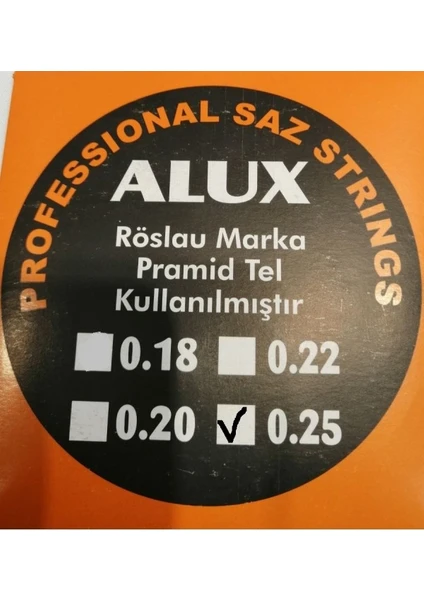 PROFESSIONAL SAZ STRINGS
ALUX
Röslau Marka
Pramid Tel
Kullanılmıştır
0.18 0.22
0.20 0.25